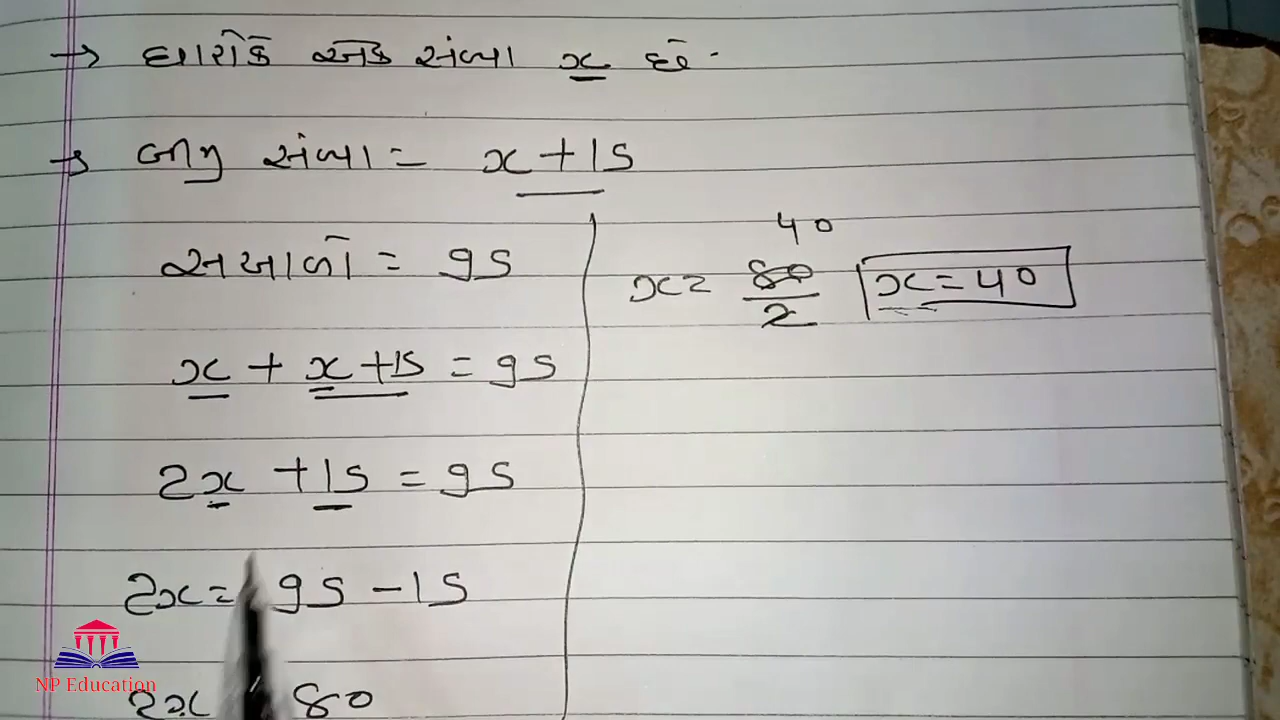 → ધારોકે એક સંખ્યા x છે.
→ બીજી સંખ્યા = x + 15
સરવાળો = 95
x + x + 15 = 95
2x + 15 = 95
2x = 95 - 15
2x 80
40
x = 80/2 x = 40
NP Education